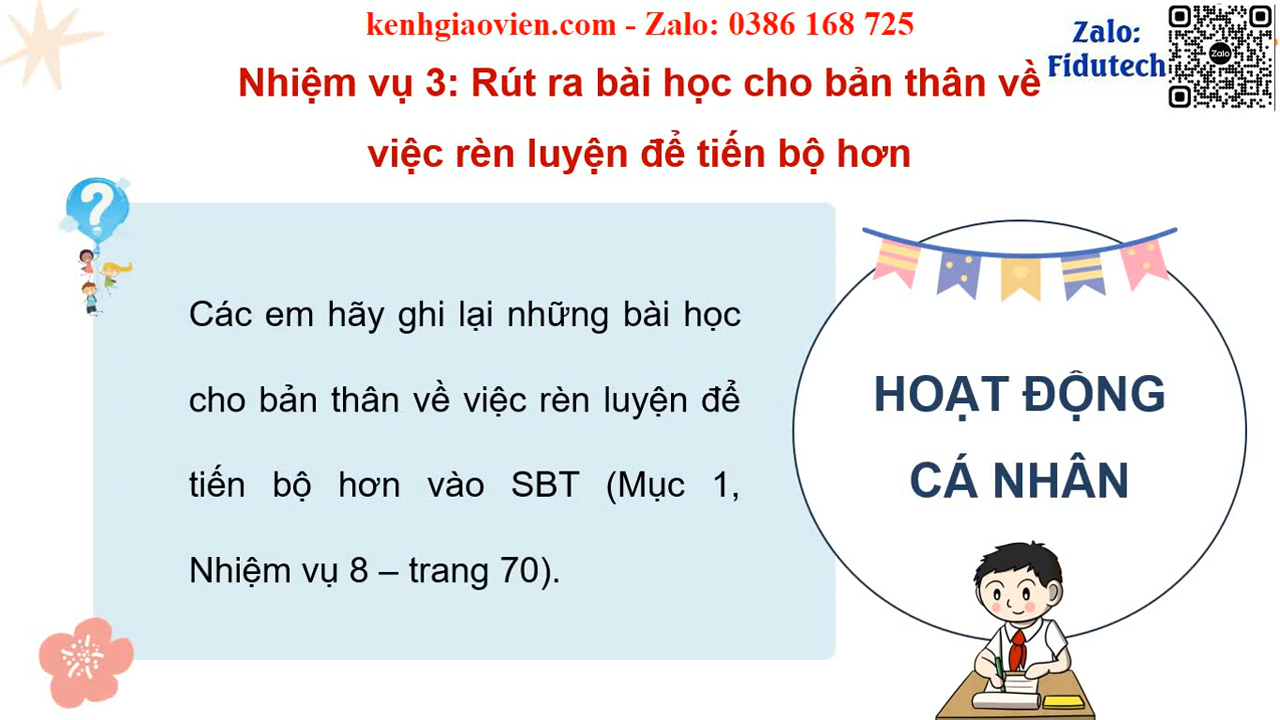 kenhgiaovien.com - Zalo: 0386 168 725
Zalo:
Fidutech
Zalo
Nhiệm vụ 3: Rút ra bài học cho bản thân về
việc rèn luyện để tiến bộ hơn
?
Các em hãy ghi lại những bài học
cho bản thân về việc rèn luyện để
tiến bộ hơn vào SBT (Mục 1,
Nhiệm vụ 8 – trang 70).
HOẠT ĐỘNG
CÁ NHÂN